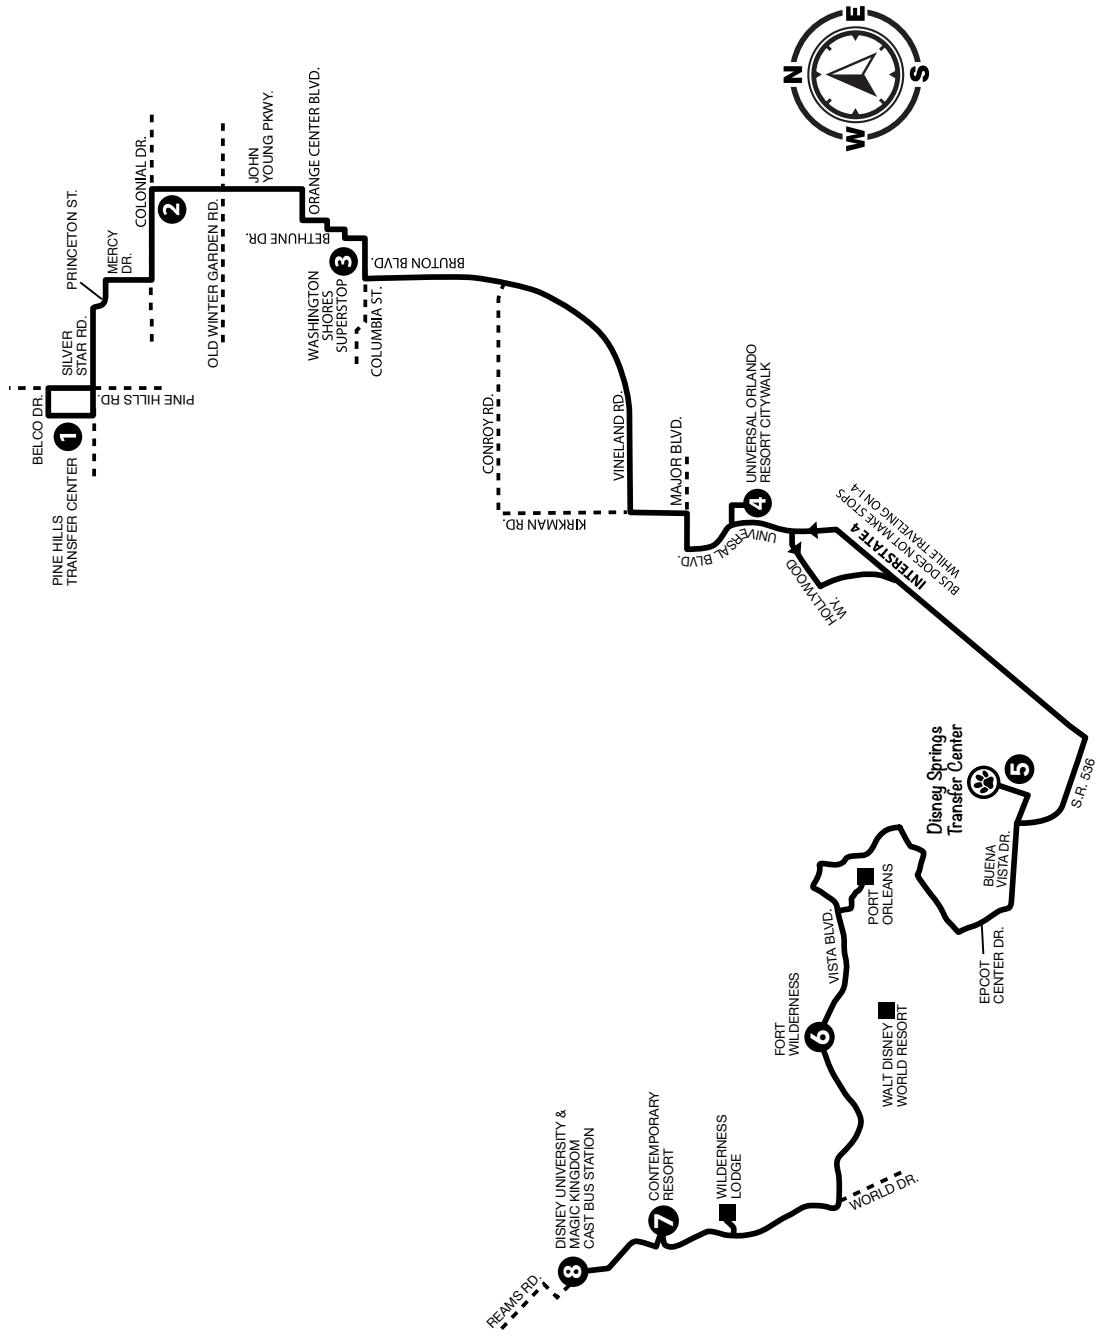 N
E
S
W
PRINCETON ST.
COLONIAL DR.
MERCY
DR.
2
OLD WINTER GARDEN RD.
JOHN
YOUNG PKWY.
ORANGE CENTER BLVD.
BETHUNE DR.
3
WASHINGTON
SHORES
SUPERSTOP
COLUMBIA ST.
BRUTON BLVD.
SILVER
STAR RD.
PINE HILLS RD.
BELCO DR.
1
PINE HILLS
TRANSFER CENTER
CONROY RD.
KIRKMAN RD.
VINELAND RD.
MAJOR BLVD.
UNIVERSAL BLVD.
4
UNIVERSAL ORLANDO
RESORT CITYWALK
HOLLYWOOD
WY.
INTERSTATE 4
BUS DOES NOT MAKE STOPS
WHILE TRAVELING ON I-4
S.R. 536
Disney Springs
Transfer Center
5
BUENA
VISTA DR.
EPCOT
CENTER DR.
PORT
ORLEANS
VISTA BLVD.
FORT
WILDERNESS
6
WALT DISNEY
WORLD RESORT
WORLD DR.
WILDERNESS
LODGE
CONTEMPORARY
RESORT
7
DISNEY UNIVERSITY &
MAGIC KINGDOM
CAST BUS STATION
8
REAMS RD.